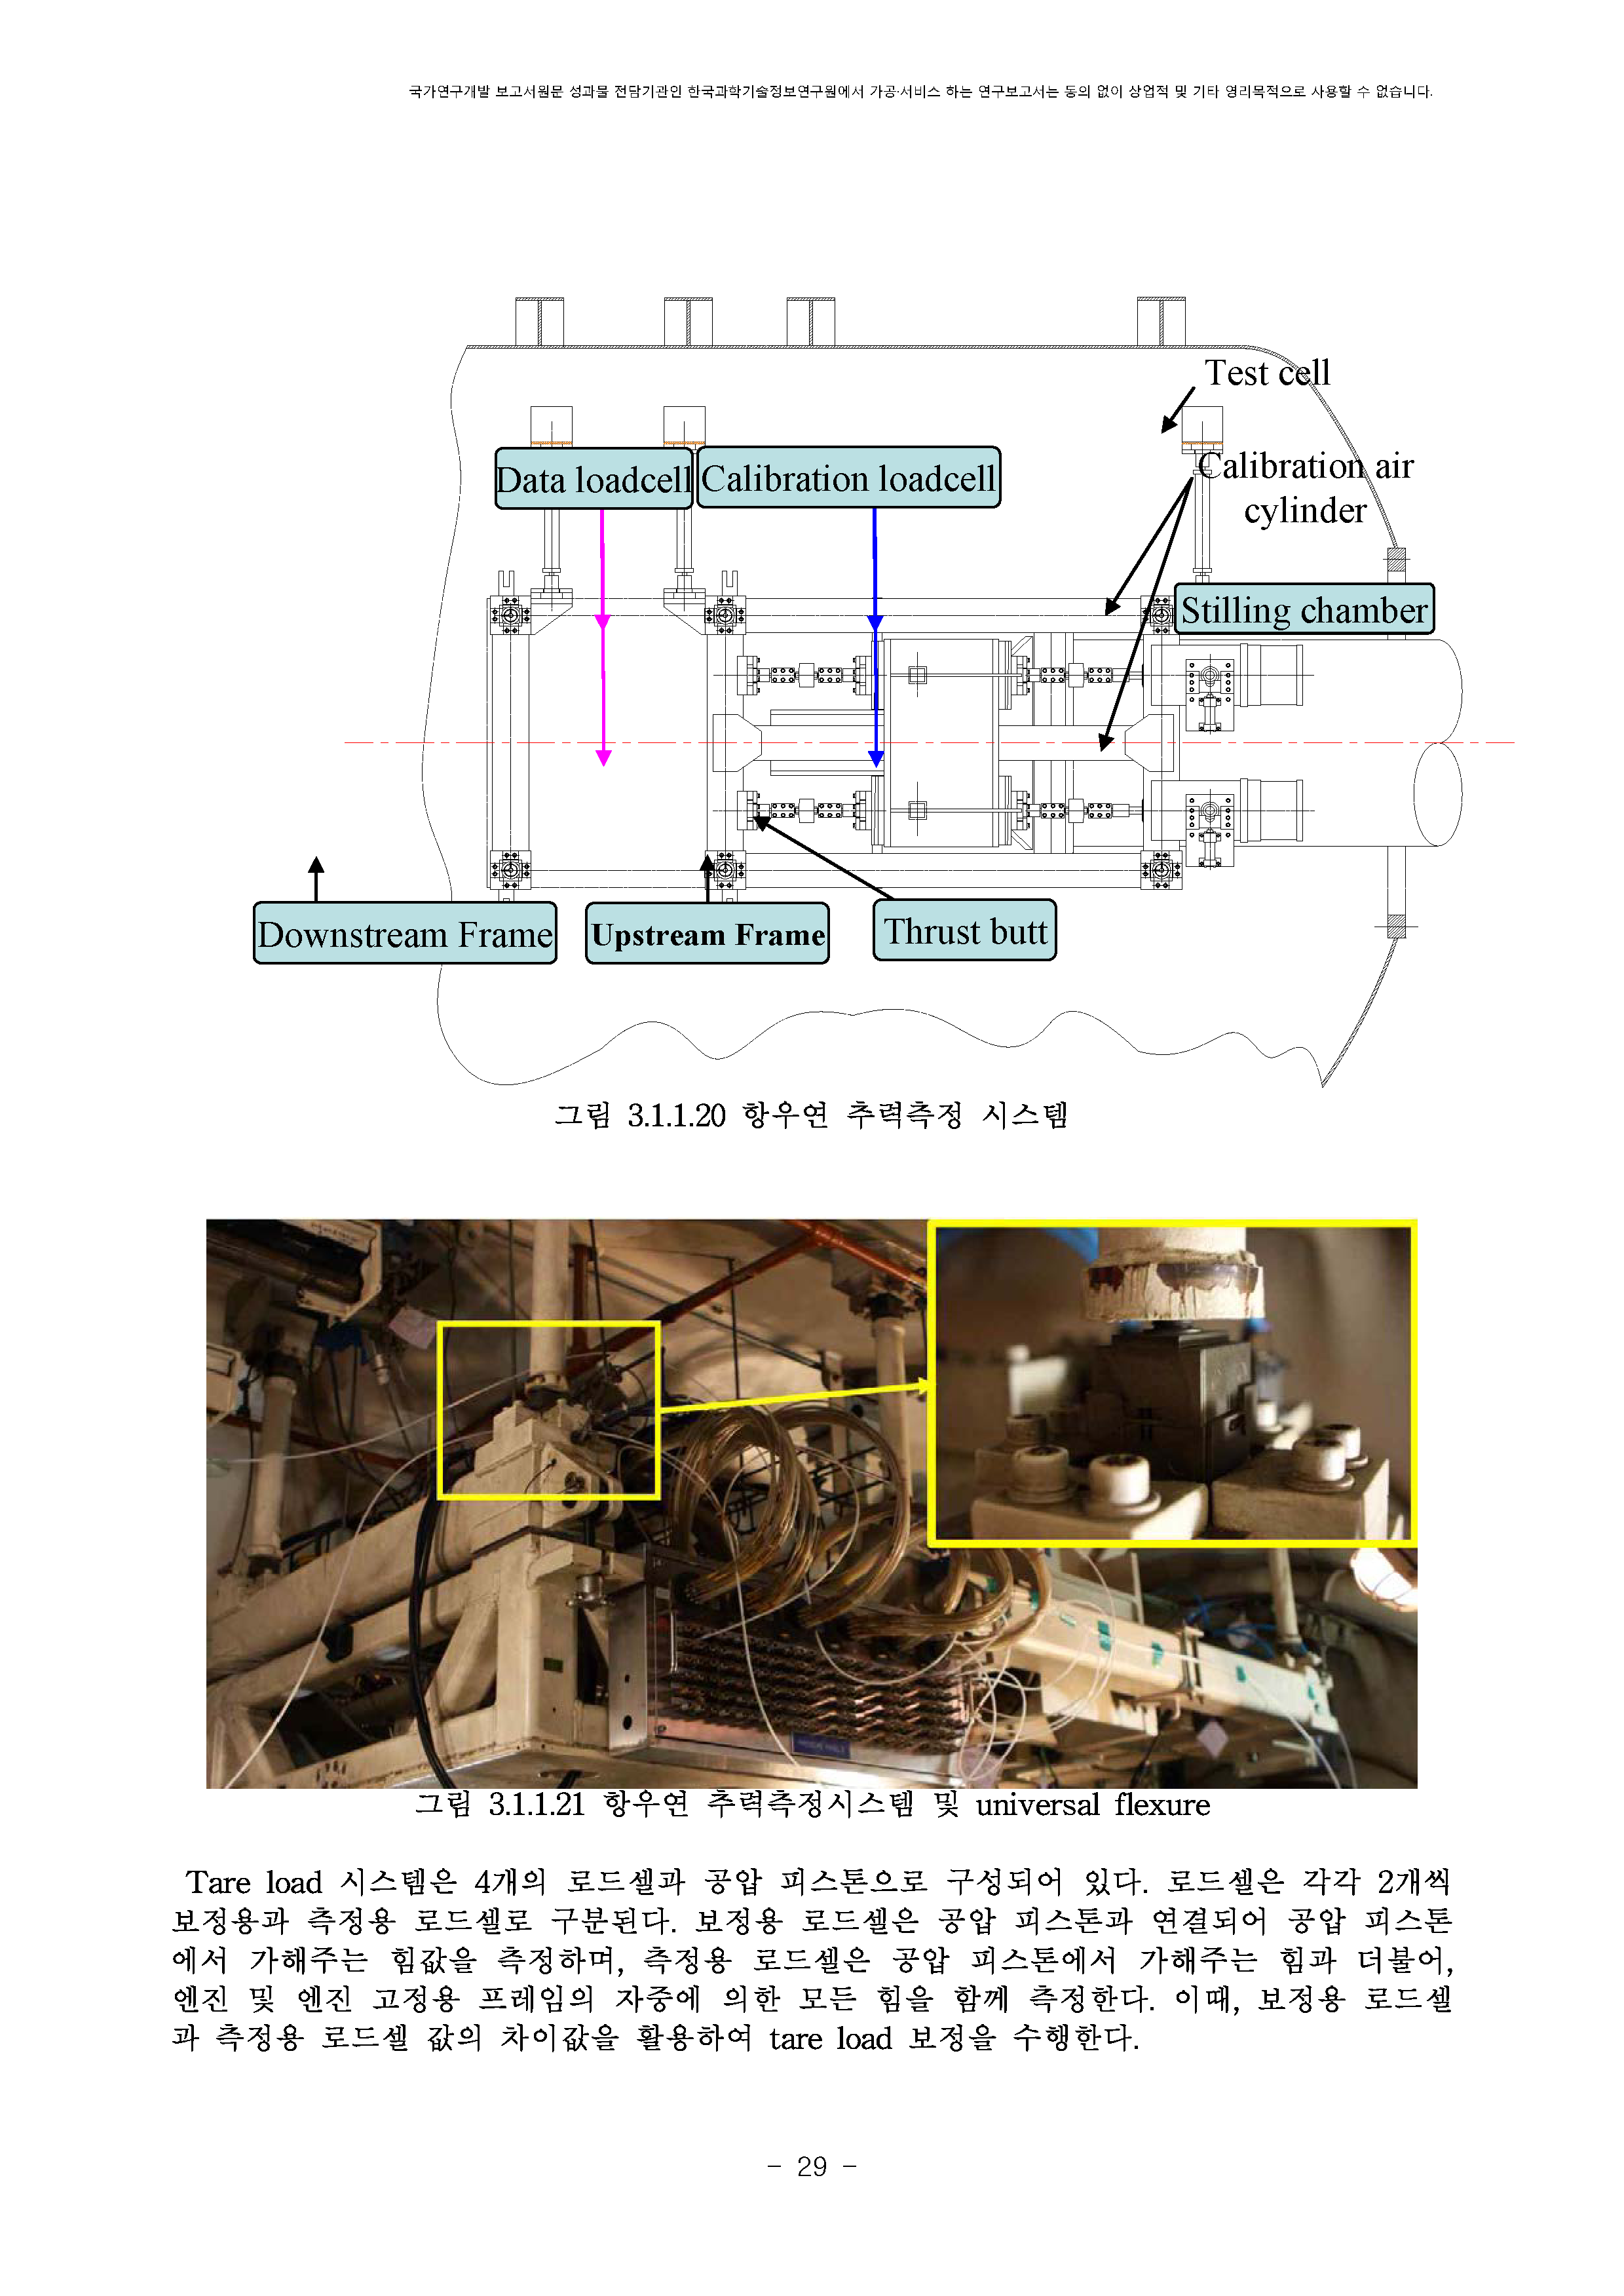 국가연구개발 보고서원문 성과물 전담기관인 한국과학기술정보연구원에서 가공·서비스 하는 연구보고서는 동의 없이 상업적 및 기타 영리목적으로 사용할 수 없습니다.
Test cell
Data loadcell
Calibration loadcell
Calibration air
cylinder
Stilling chamber
Downstream Frame
Upstream Frame
Thrust butt
그림 3.1.1.20 항우연 추력측정 시스템
그림 3.1.1.21 항우연 추력측정시스템 및 universal flexure
Tare load 시스템은 4개의 로드셀과 공압 피스톤으로 구성되어 있다. 로드셀은 각각 2개씩
보정용과 측정용 로드셀로 구분된다. 보정용 로드셀은 공압 피스톤과 연결되어 공압 피스톤
에서 가해주는 힘값을 측정하며, 측정용 로드셀은 공압 피스톤에서 가해주는 힘과 더불어,
엔진 및 엔진 고정용 프레임의 자중에 의한 모든 힘을 함께 측정한다. 이때, 보정용 로드셀
과 측정용 로드셀 값의 차이값을 활용하여 tare load 보정을 수행한다.
- 29 -